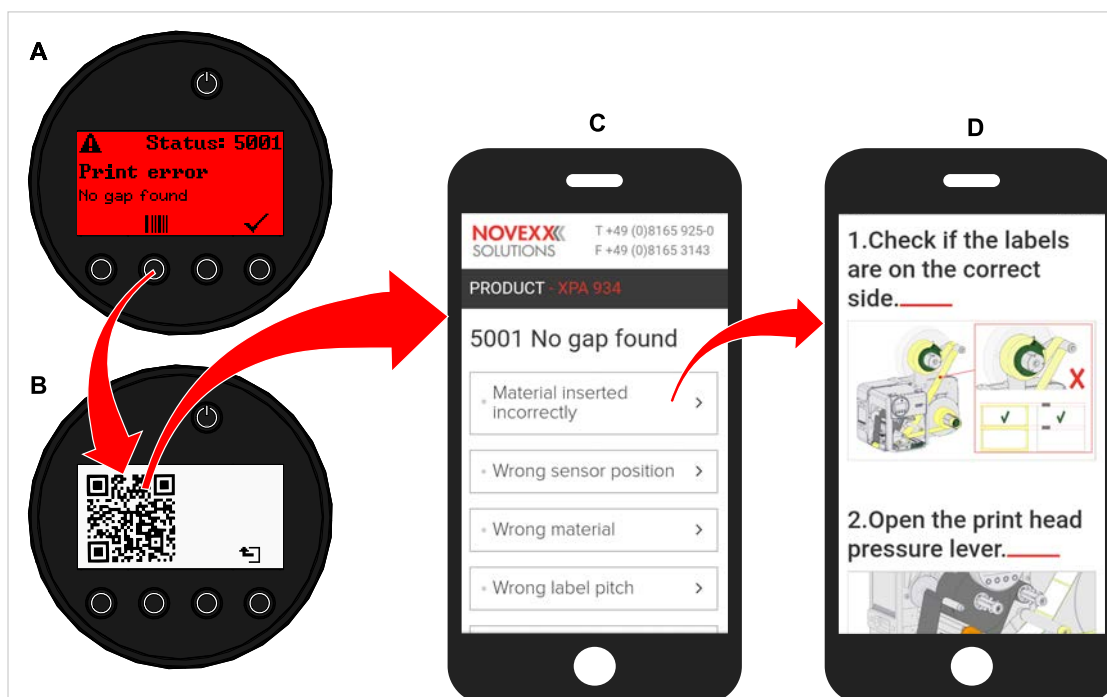 A
Status: 5001
Print error
No gap found
B
C
NOVEXX
SOLUTIONS
T +49 (0)8165 925-0
F +49 (0)8165 3143
PRODUCT - XPA 934
5001 No gap found
Material inserted
incorrectly
Wrong sensor position
Wrong material
Wrong label pitch
D
1.Check if the labels
are on the correct
side.
X
2.Open the print head
pressure lever.